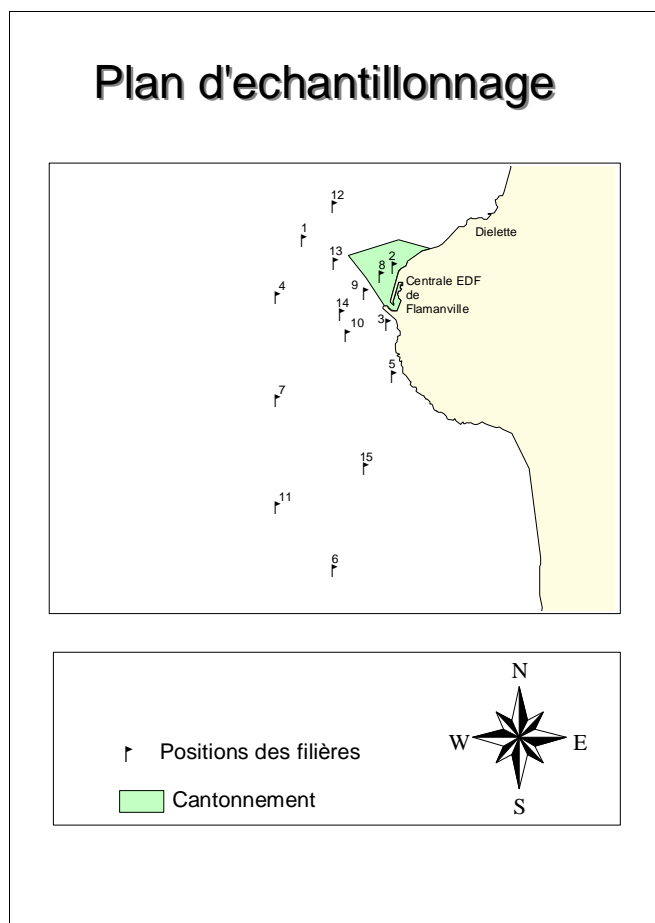 Plan d'echantillonnage
12
1
Dielette
13
2
8
4
9
Centrale EDF
de
Flamanville
14
3
10
5
7
15
11
6
N
W
E
S
Positions des filières
Cantonnement